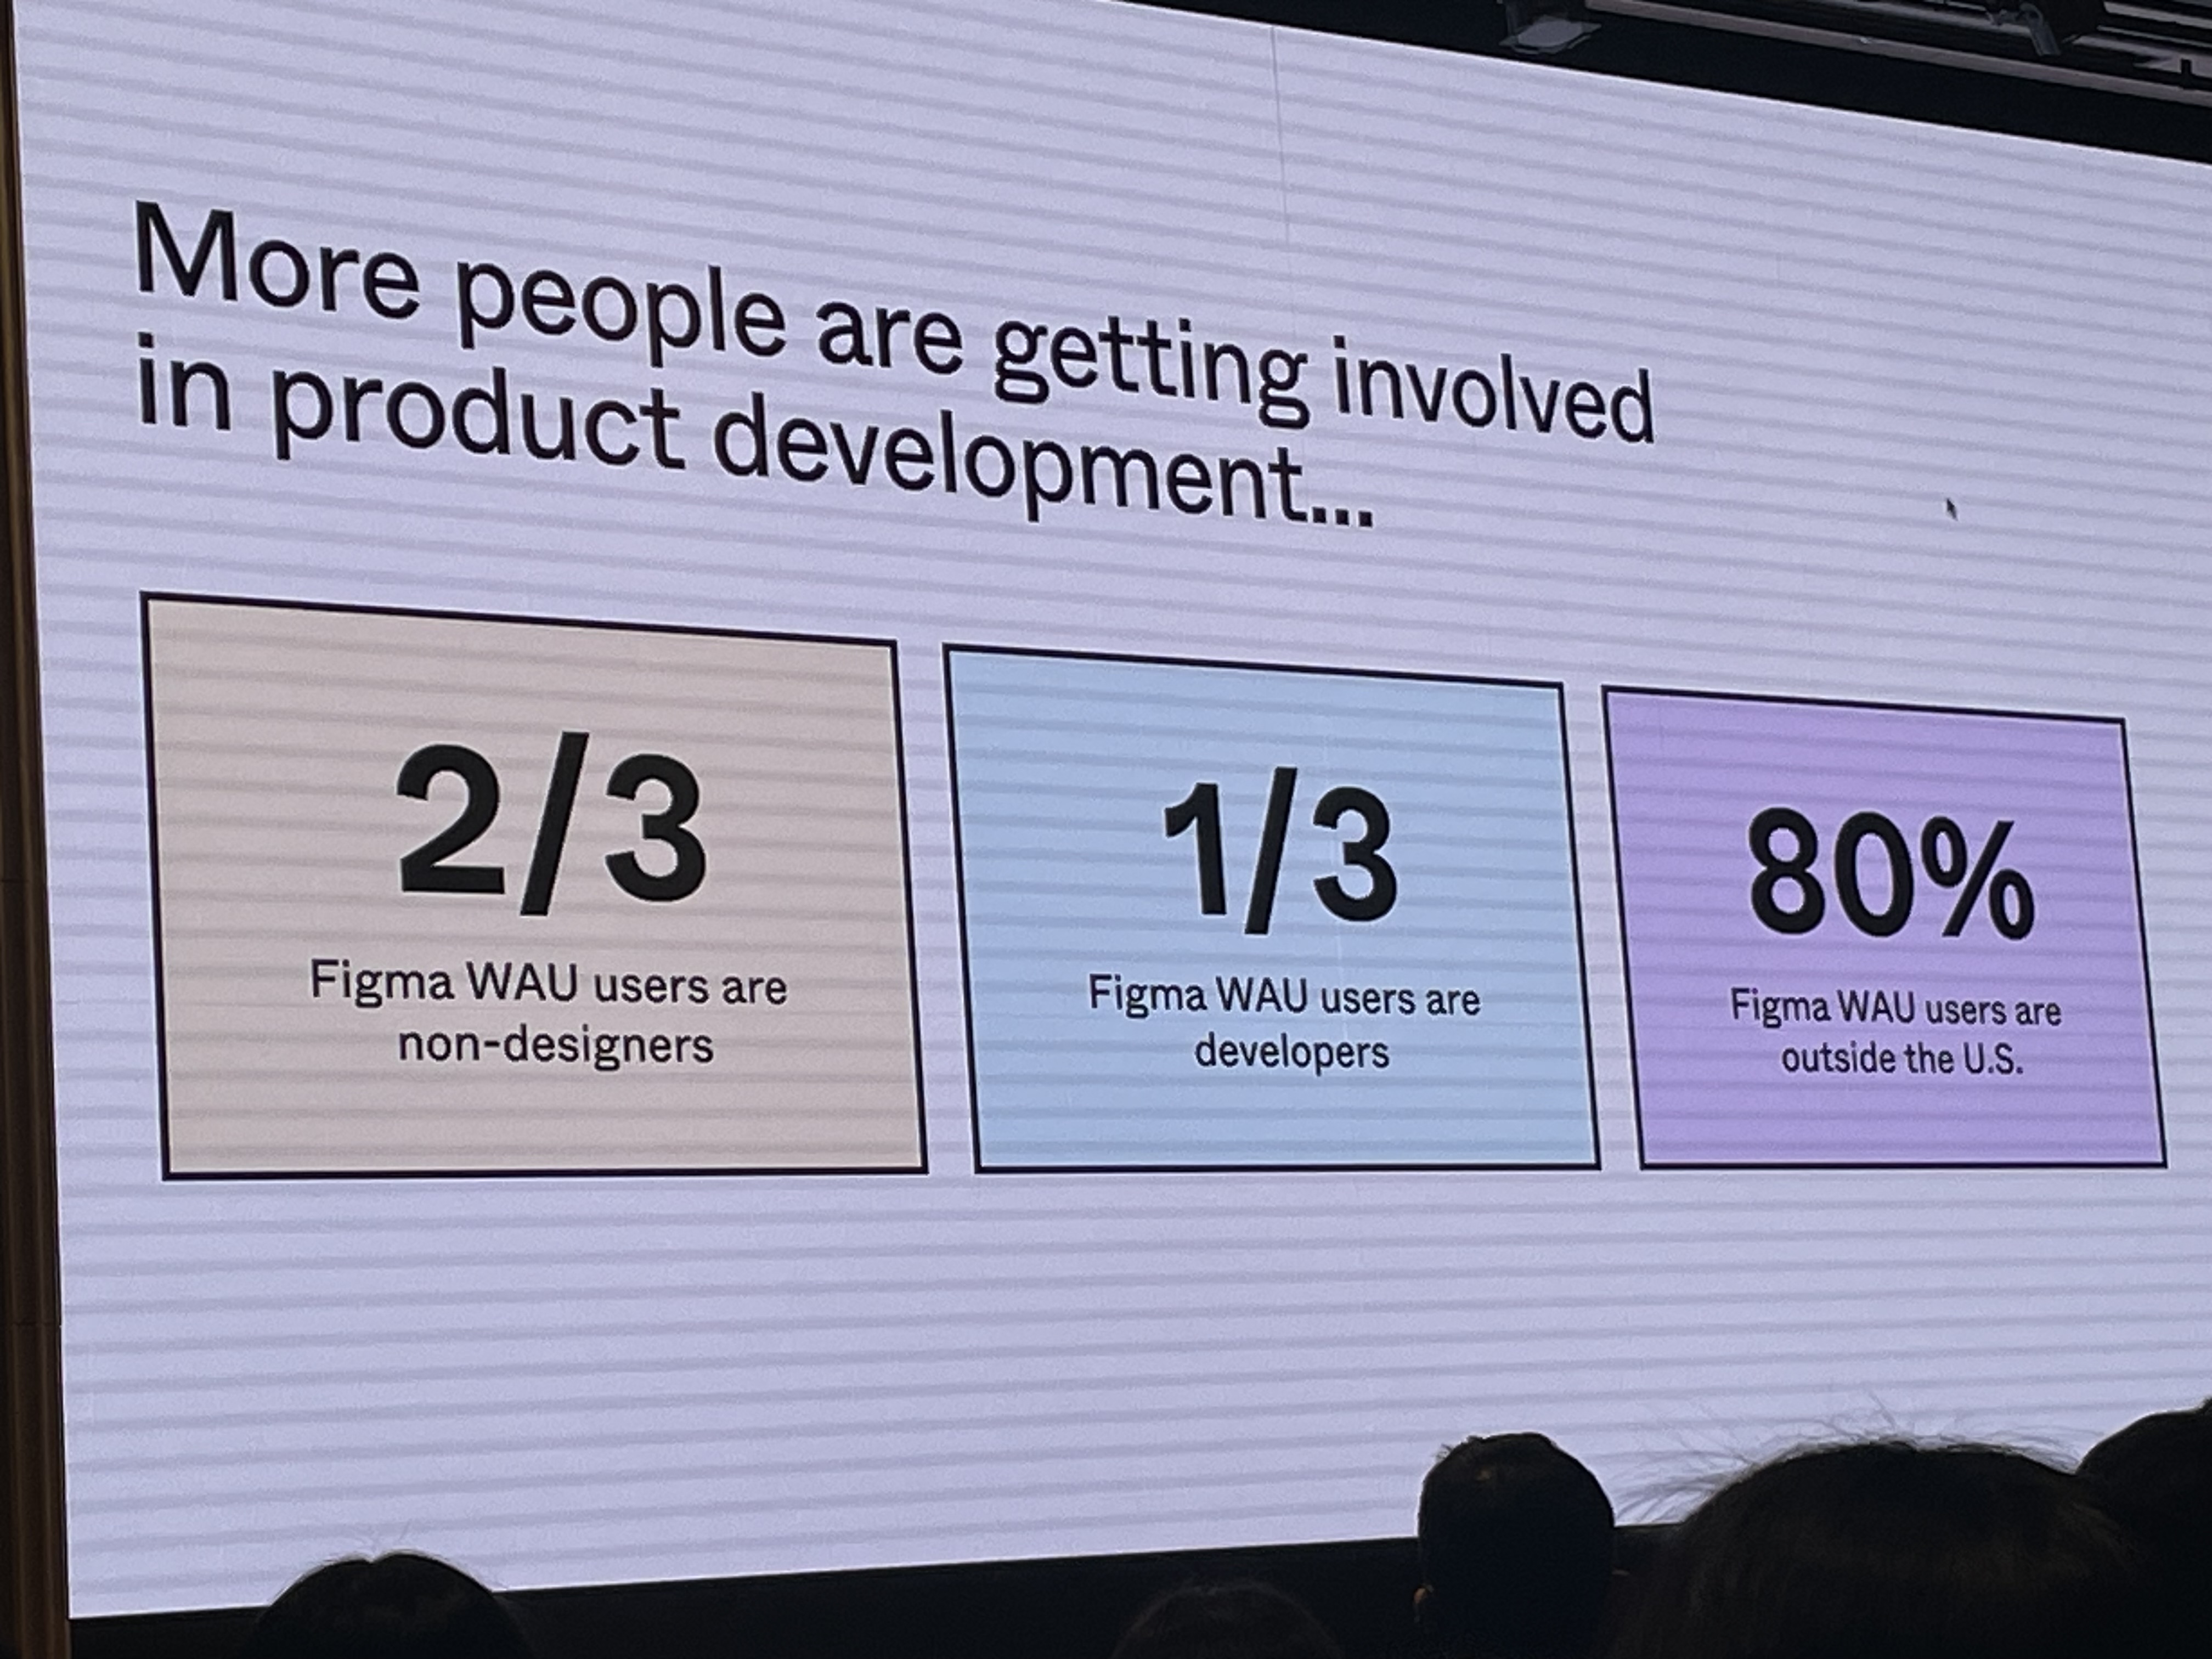 More people are getting involved
in product development...
2/3
Figma WAU users are
non-designers
1/3
Figma WAU users are
developers
80%
Figma WAU users are
outside the U.S.